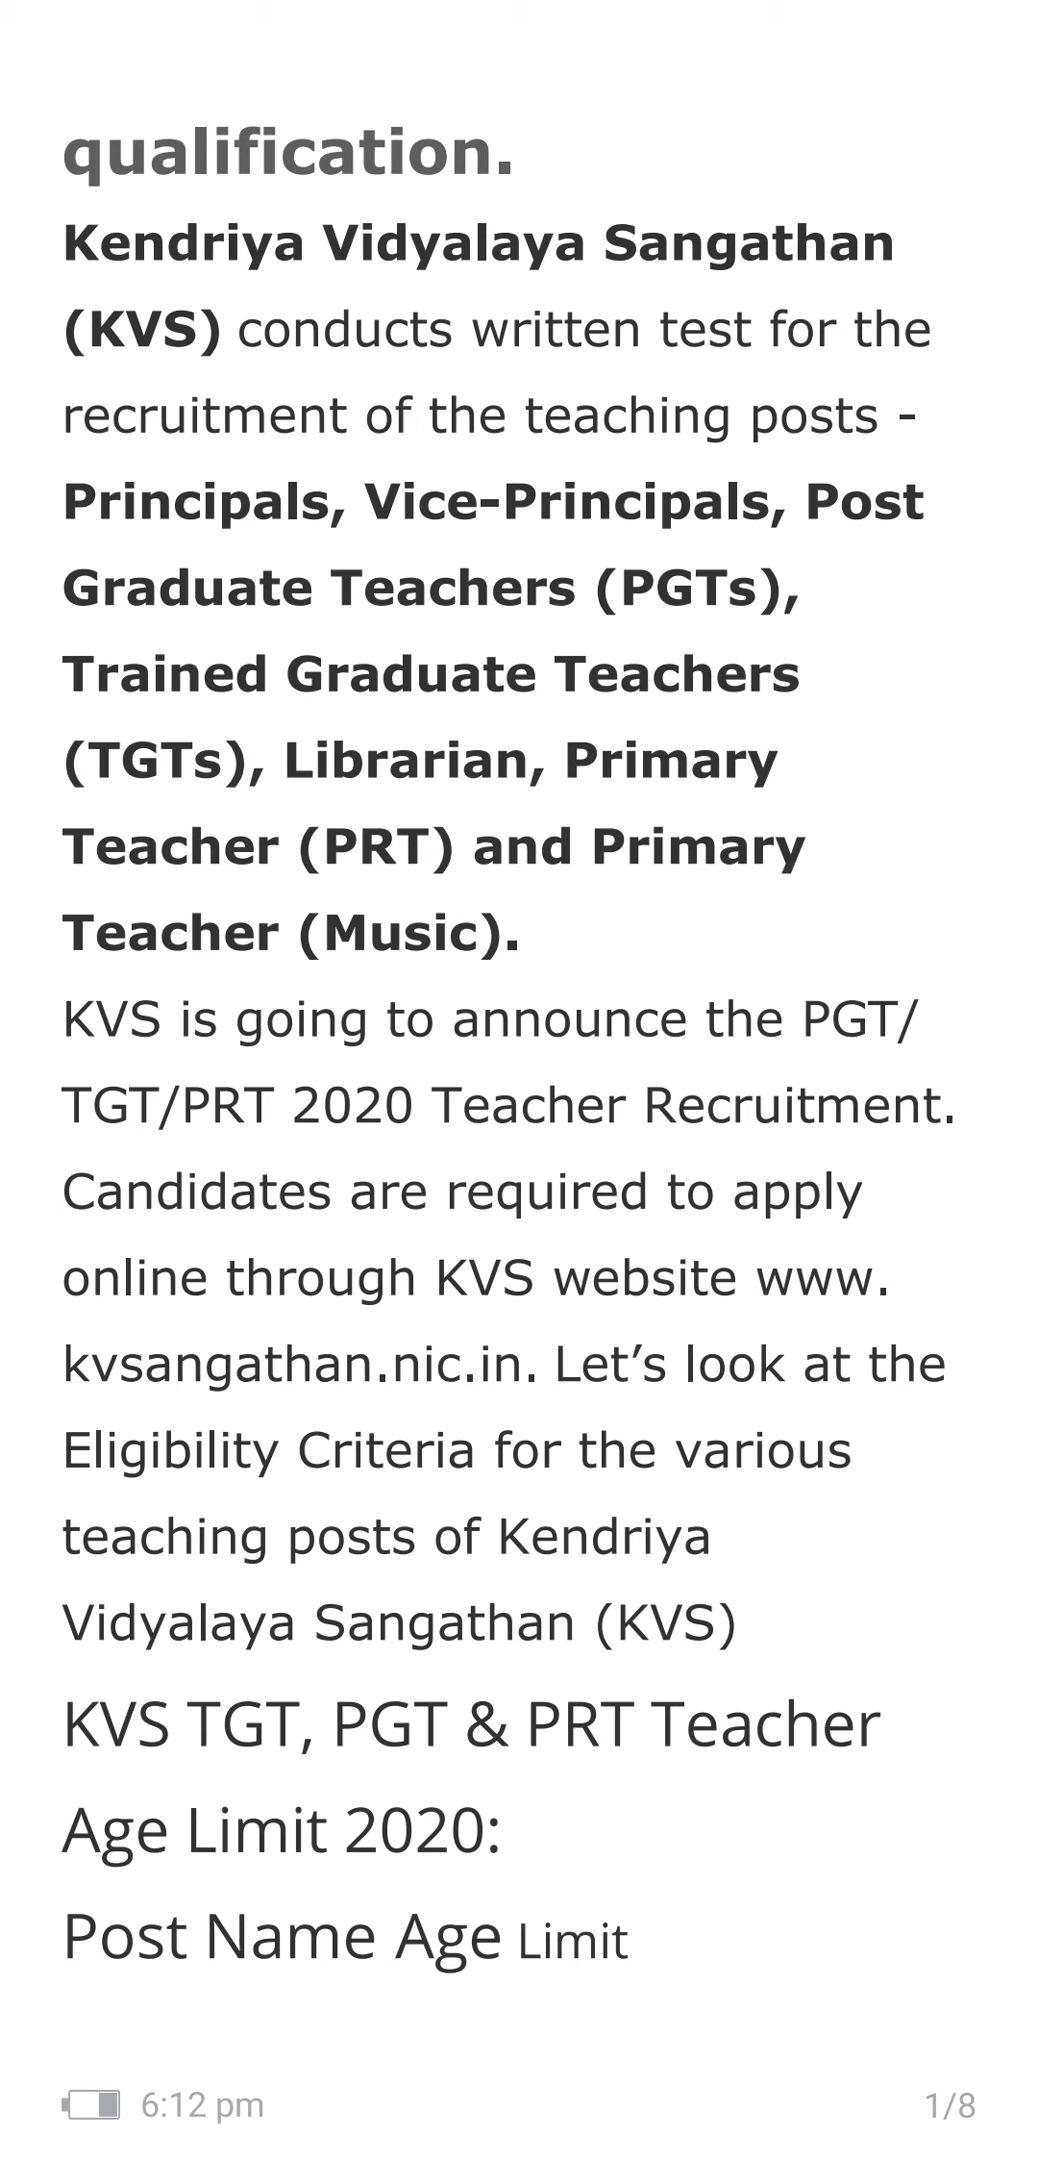 qualification.
Kendriya Vidyalaya Sangathan
(KVS) conducts written test for the
recruitment of the teaching posts -
Principals, Vice-Principals, Post
Graduate Teachers (PGTs),
Trained Graduate Teachers
(TGTs), Librarian, Primary
Teacher (PRT) and Primary
Teacher (Music).
KVS is going to announce the PGT/
TGT/PRT 2020 Teacher Recruitment.
Candidates are required to apply
online through KVS website www.
kvsangathan.nic.in. Let’s look at the
Eligibility Criteria for the various
teaching posts of Kendriya
Vidyalaya Sangathan (KVS)
KVS TGT, PGT & PRT Teacher
Age Limit 2020:
Post Name Age Limit
6:12 pm 1/8